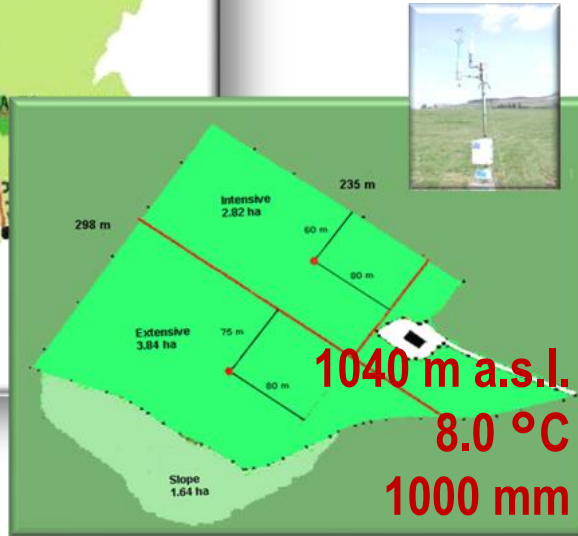 Intensive
2.82 ha
235 m
298 m
60 m
80 m
Extensive
3.84 ha
75 m
80 m
Slope
1.64 ha
1040 m a.s.l.
8.0 °C
1000 mm